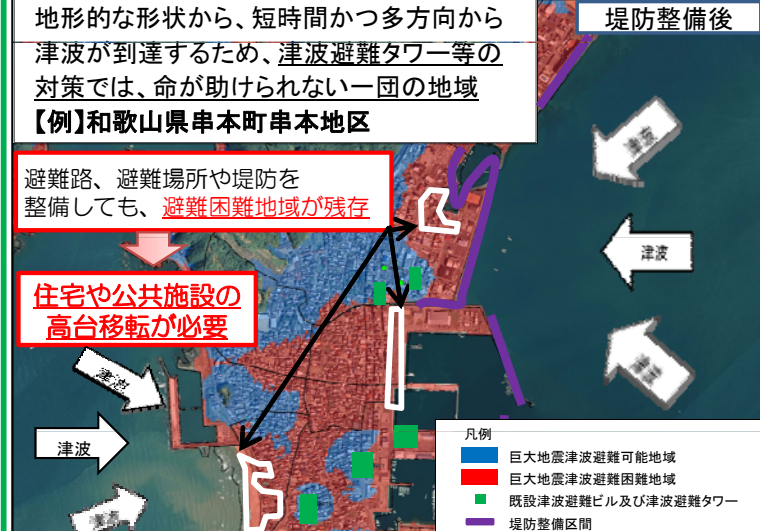 地形的な形状から、短時間かつ多方向から
津波が到達するため、津波避難タワー等の
対策では、命が助けられない一団の地域
【例】和歌山県串本町串本地区
堤防整備後
避難路、避難場所や堤防を
整備しても、避難困難地域が残存
住宅や公共施設の
高台移転が必要
津波
津波
津波
津波
津波
津波
凡例
巨大地震津波避難可能地域
巨大地震津波避難困難地域
既設津波避難ビル及び津波避難タワー
堤防整備区間